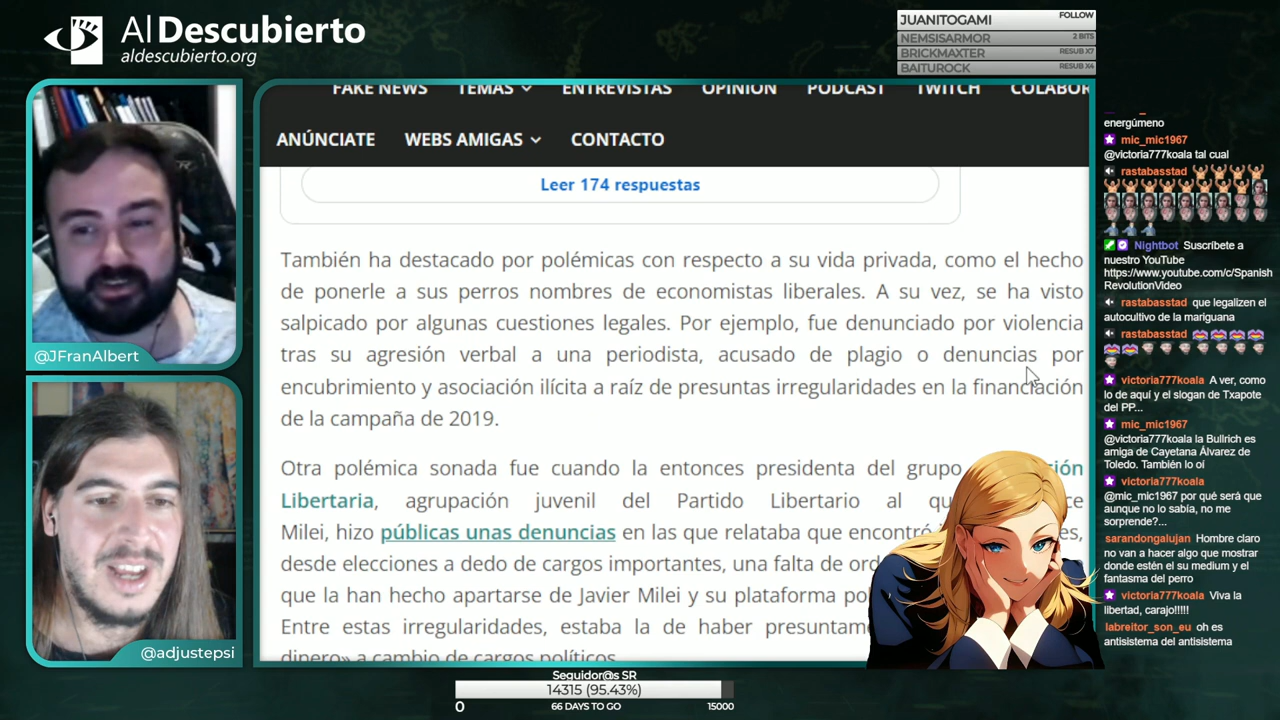 Al Descubierto
aldescubierto.org
JUANITOGAMI FOLLOW
NEMSISARMOR 2 BITS
BRICKMAXTER RESUB X7
BAITUROCK RESUB X4
FAKE NEWS TEMAS ENTREVISTAS OPINIÓN PODCAST TWITCH COLABOR
ANÚNCIATE WEBS AMIGAS CONTACTO
Leer 174 respuestas
También ha destacado por polémicas con respecto a su vida privada, como el hecho
de ponerle a sus perros nombres de economistas liberales. A su vez, se ha visto
salpicado por algunas cuestiones legales. Por ejemplo, fue denunciado por violencia
tras su agresión verbal a una periodista, acusado de plagio o denuncias por
encubrimiento y asociación ilícita a raíz de presuntas irregularidades en la financiación
de la campaña de 2019.
Otra polémica sonada fue cuando la entonces presidenta del grupo
Libertaria, agrupación juvenil del Partido Libertario al
Milei, hizo públicas unas denuncias en las que relataba que encontró
desde elecciones a dedo de cargos importantes, una falta de
que la han hecho apartarse de Javier Milei y su plataforma
Entre estas irregularidades, estaba la de haber
dinero» a cambio de cargos políticos.
@JFranAlbert
@adjustepsi
energúmeno
mic_mic1967
@victoria777koala tal cual
rastabasstad
Nightbot Suscríbete a
nuestro YouTube
https://www.youtube.com/c/Spanish
RevolutionVideo
rastabasstad que legalizen el
autocultivo de la mariguana
rastabasstad
victoria777koala A ver, como
lo de aquí y el slogan de Txapote
del PP...
mic_mic1967
@victoria777koala la Bullrich es
amiga de Cayetana Álvarez de
Toledo. También lo oí
victoria777koala
@mic_mic1967 por qué será que
aunque no lo sabía, no me
sorprende?...
sarandongalujan Hombre claro
no van a hacer algo que mostrar
donde estén el su medium y el
fantasma del perro
victoria777koala Viva la
libertad, carajo!!!!!
labreitor_son_eu oh es
antisistema del antisistema
Seguidor@s SR
14315 (95.43%)
0 66 DAYS TO GO 15000